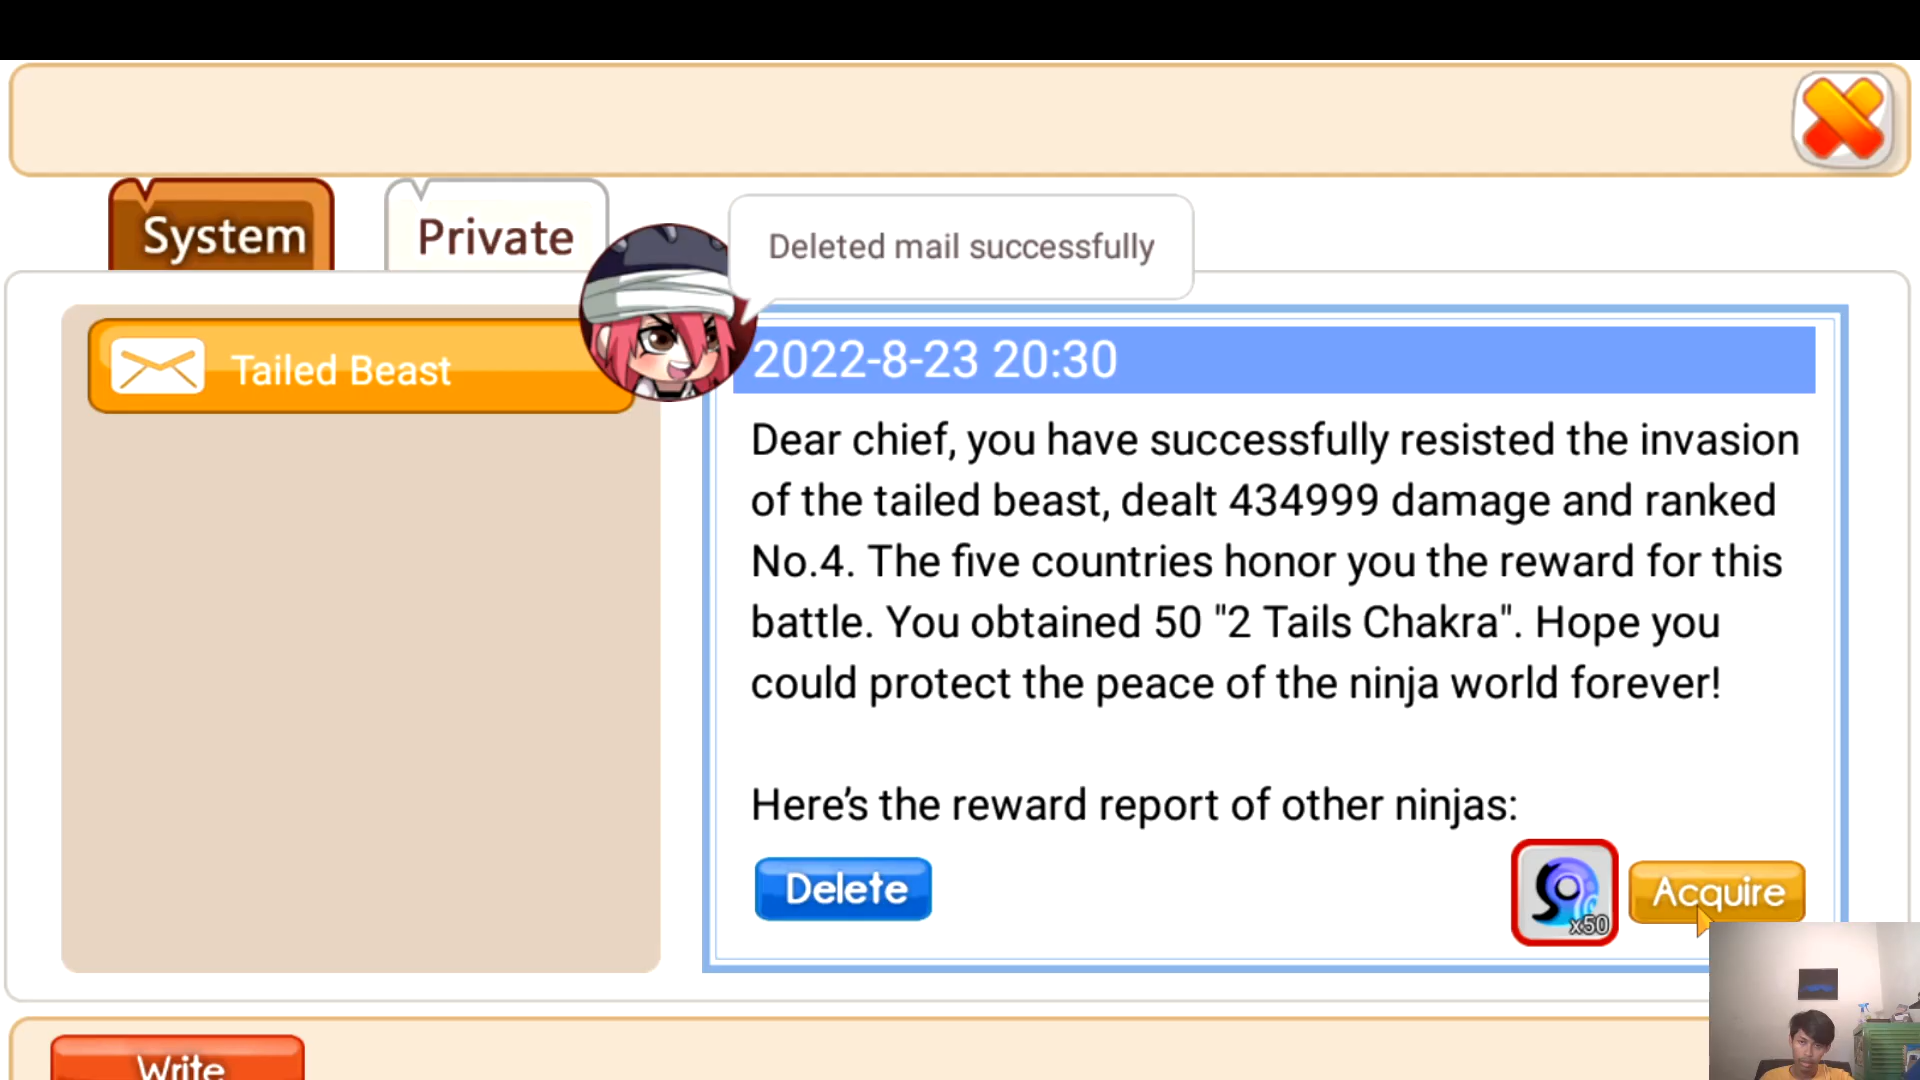 System
Private
Deleted mail successfully
Tailed Beast
2022-8-23 20:30
Dear chief, you have successfully resisted the invasion
of the tailed beast, dealt 434999 damage and ranked
No.4. The five countries honor you the reward for this
battle. You obtained 50 "2 Tails Chakra". Hope you
could protect the peace of the ninja world forever!
Here's the reward report of other ninjas:
Delete
x50
Acquire
Write